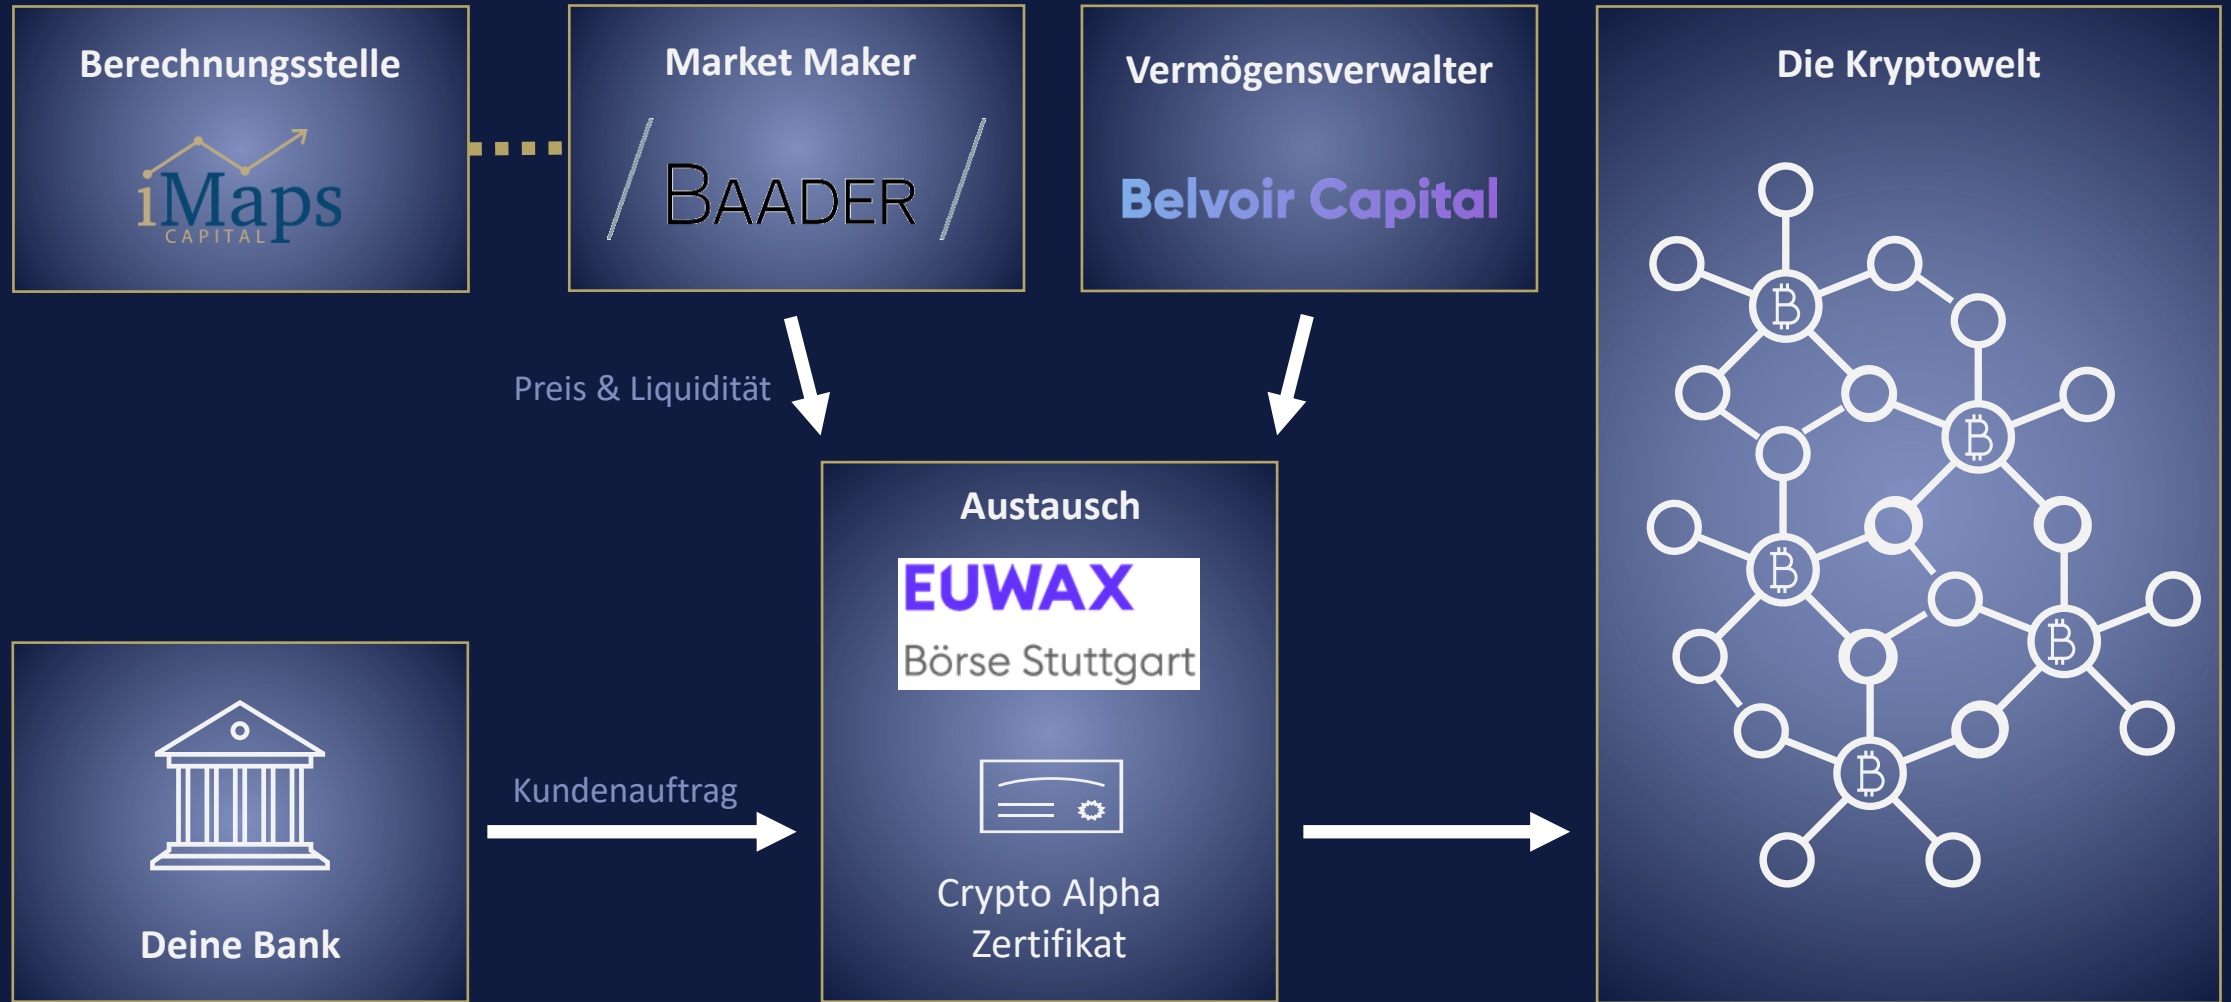 Berechnungsstelle
iMaps
CAPITAL
Market Maker
BAADER
Vermögensverwalter
Belvoir Capital
Die Kryptowelt
Preis & Liquidität
Austausch
EUWAX
Börse Stuttgart
Crypto Alpha
Zertifikat
Kundenauftrag
Deine Bank